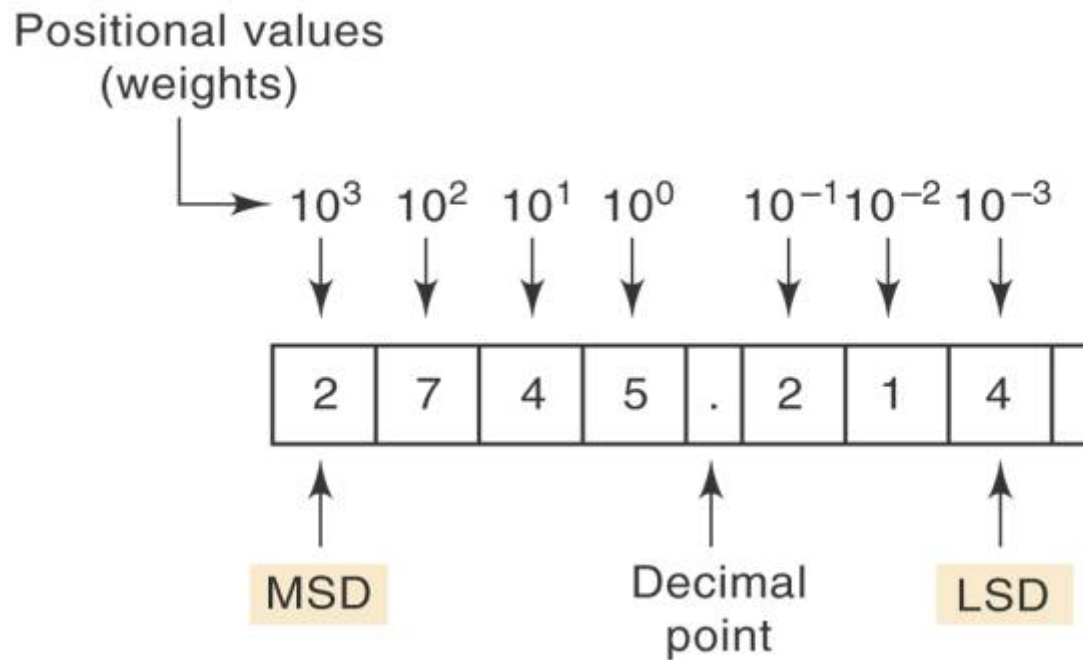 Positional values
(weights)
10³ 10² 10¹ 10⁰ 10⁻¹ 10⁻² 10⁻³
2 7 4 5 . 2 1 4
MSD
Decimal
point
LSD